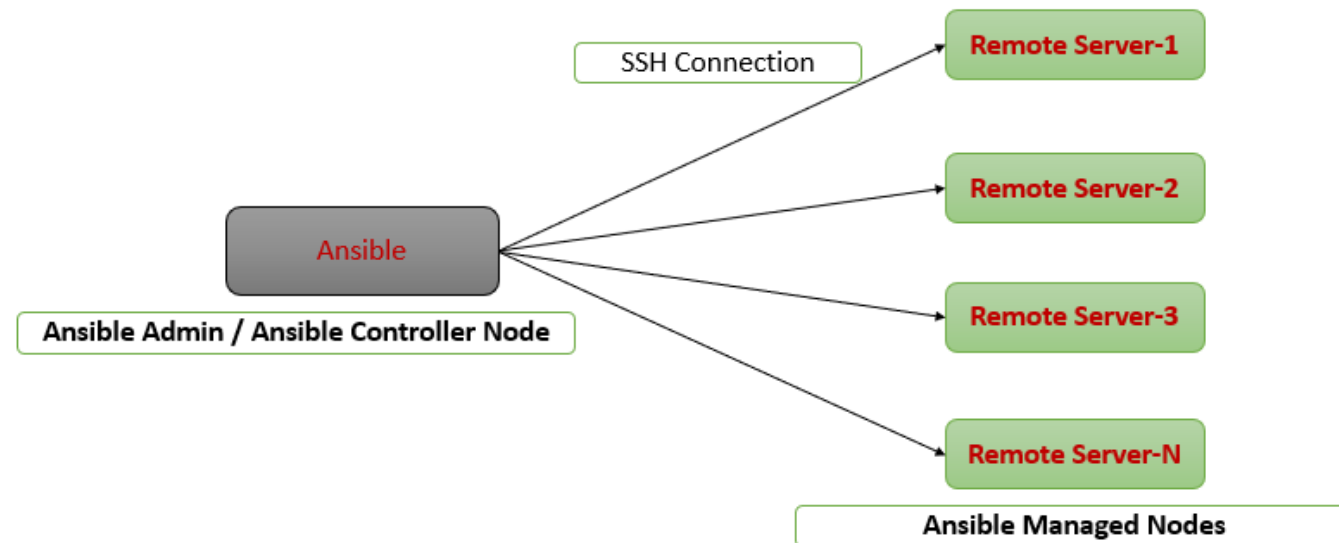 SSH Connection
Remote Server-1
Remote Server-2
Ansible
Remote Server-3
Ansible Admin / Ansible Controller Node
Remote Server-N
Ansible Managed Nodes